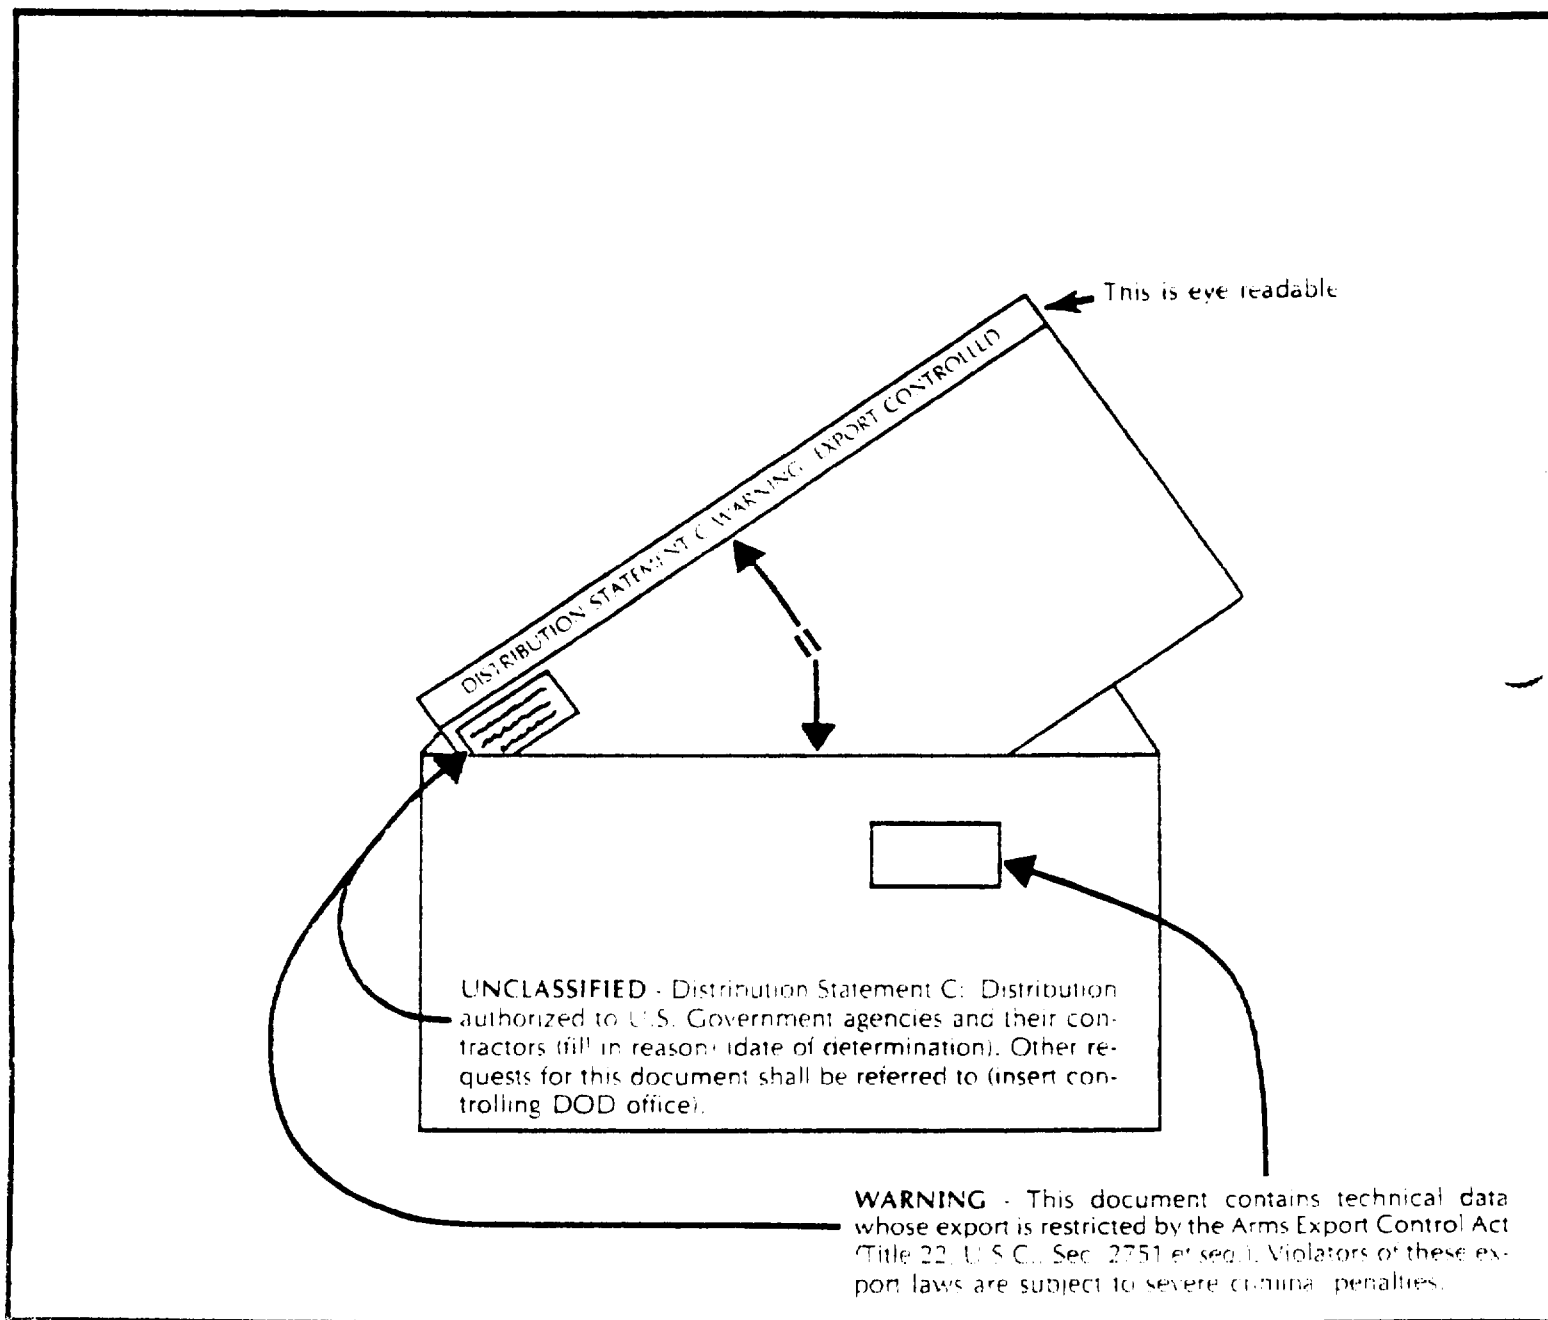 This is eye readable
DISTRIBUTION STATEMENT C WARNING EXPORT CONTROLLED
UNCLASSIFIED - Distribution Statement C: Distribution
authorized to U.S. Government agencies and their con-
tractors (fill in reason) (date of determination). Other re-
quests for this document shall be referred to (insert con-
trolling DOD office).
WARNING - This document contains technical data
whose export is restricted by the Arms Export Control Act
(Title 22, U.S.C., Sec. 2751 et seq.). Violators of these ex-
port laws are subject to severe criminal penalties.